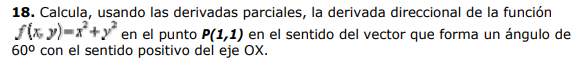 18. Calcula, usando las derivadas parciales, la derivada direccional de la función
f(x, y)=x²+y² en el punto P(1,1) en el sentido del vector que forma un ángulo de
60º con el sentido positivo del eje OX.